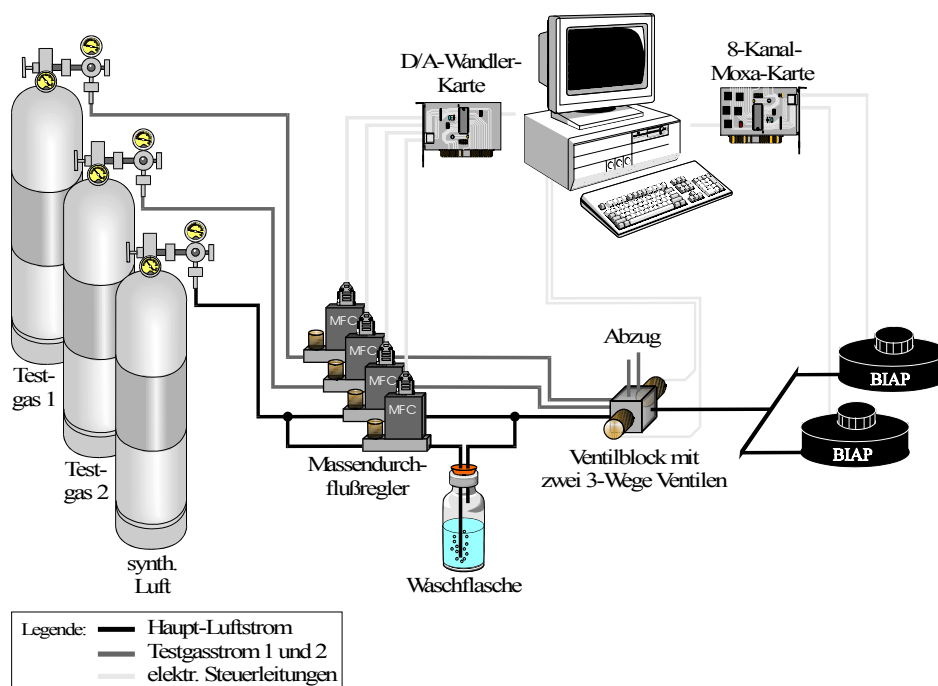 D/A-Wandler-
Karte
8-Kanal-
Moxa-Karte
MFC
MFC
MFC
MFC
Abzug
BIAP
BIAP
Test-
gas 1
Test-
gas 2
synth.
Luft
Massendurch-
flußregler
Ventilblock mit
zwei 3-Wege Ventilen
Waschflasche
Legende:
Haupt-Luftstrom
Testgasstrom 1 und 2
elektr. Steuerleitungen